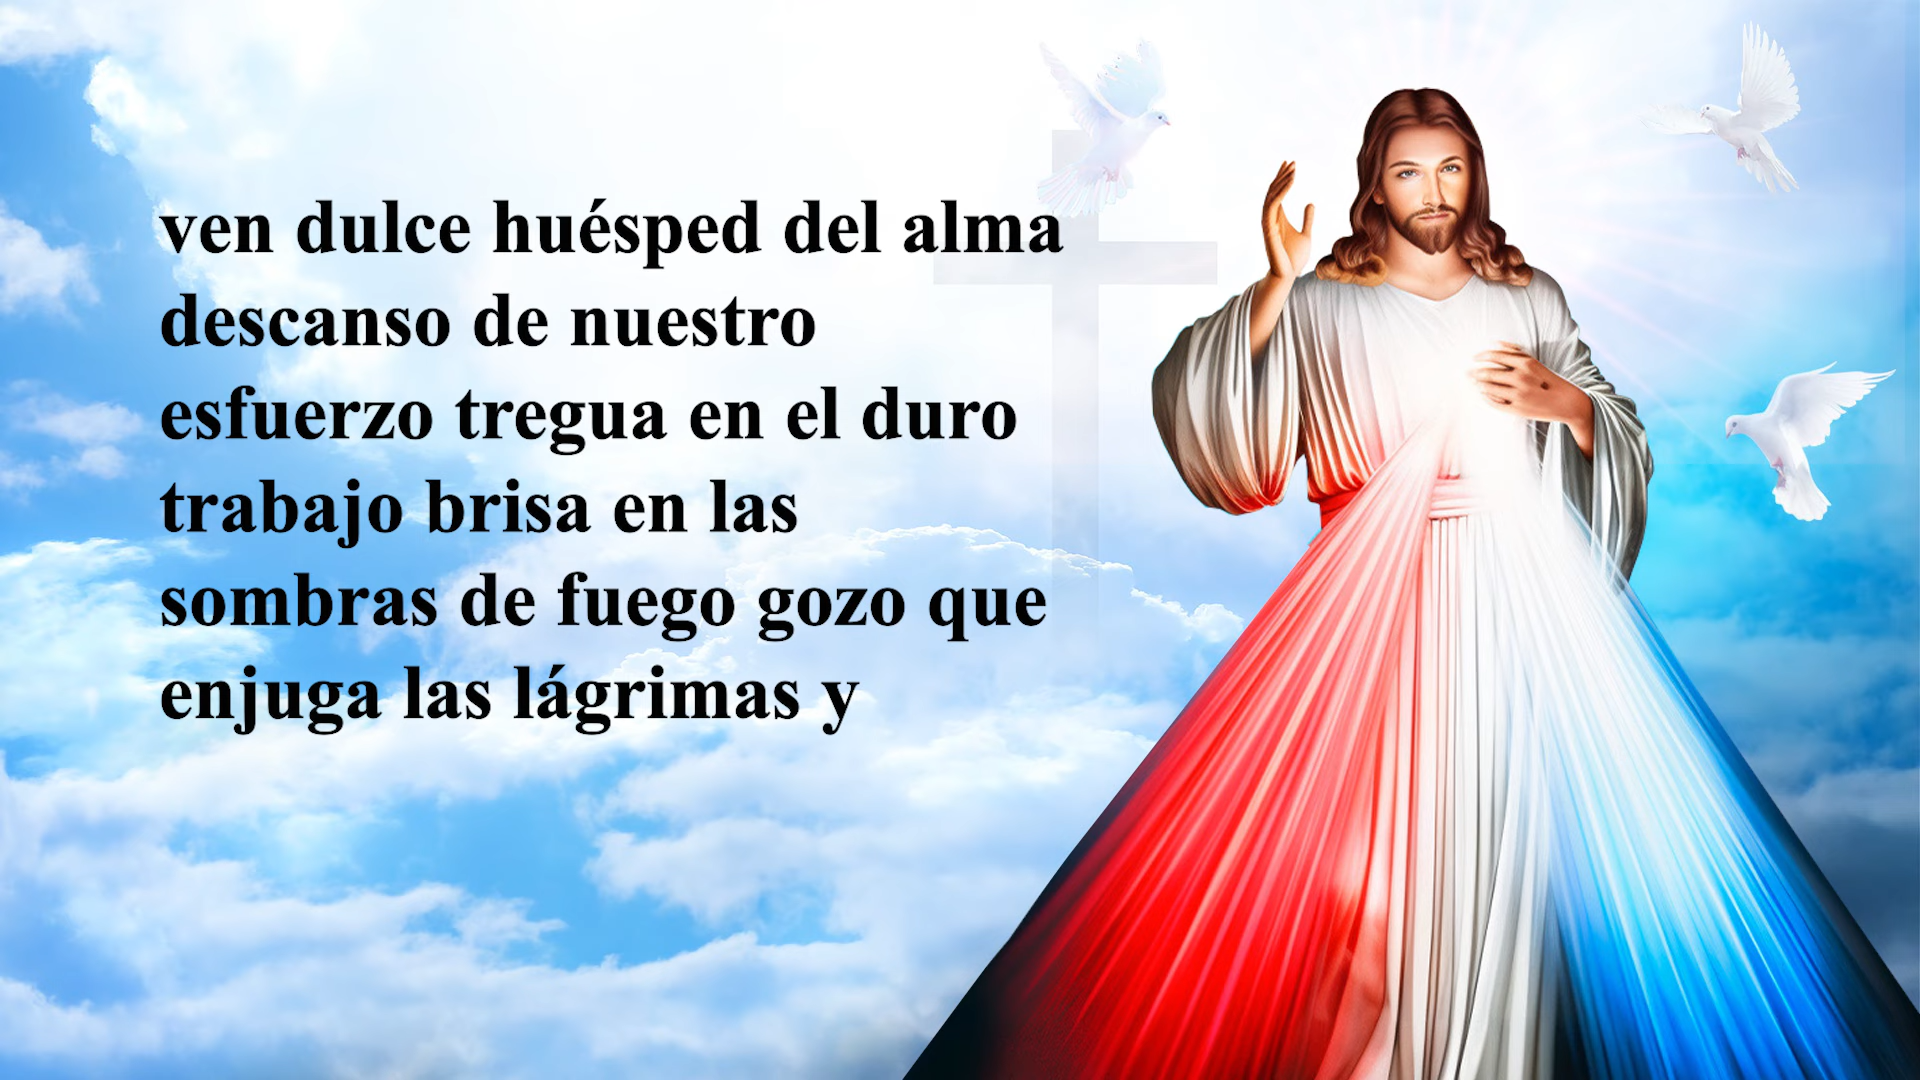 ven dulce huésped del alma
descanso de nuestro
esfuerzo tregua en el duro
trabajo brisa en las
sombras de fuego gozo que
enjuga las lágrimas y